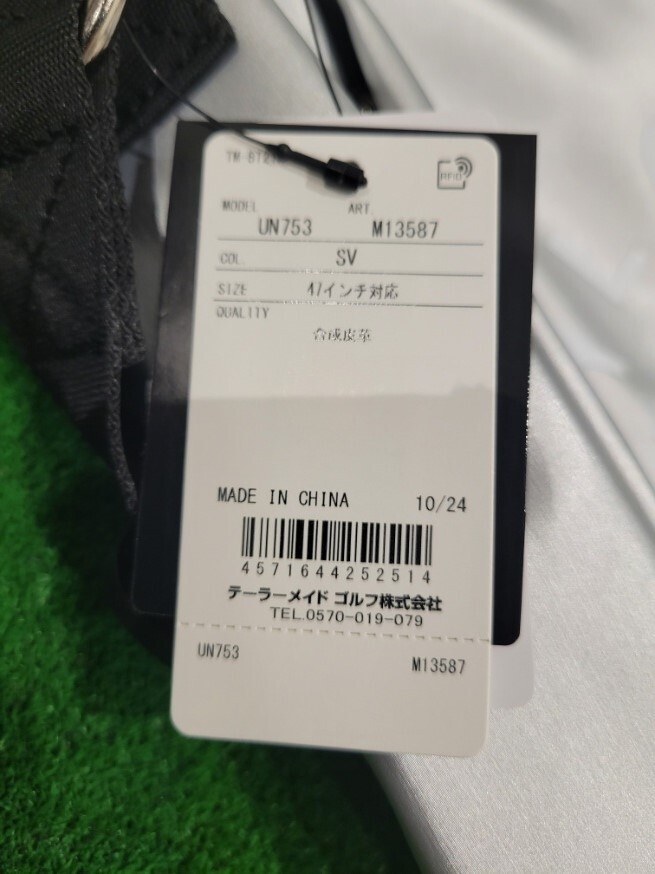 RFID
MODEL ART.
UN753 M13587
COL. SV
SIZE 47インチ対応
QUALITY
合成皮革
MADE IN CHINA 10/24
4571644252514
テーラーメイド ゴルフ株式会社
TEL.0570-019-079
UN753 M13587